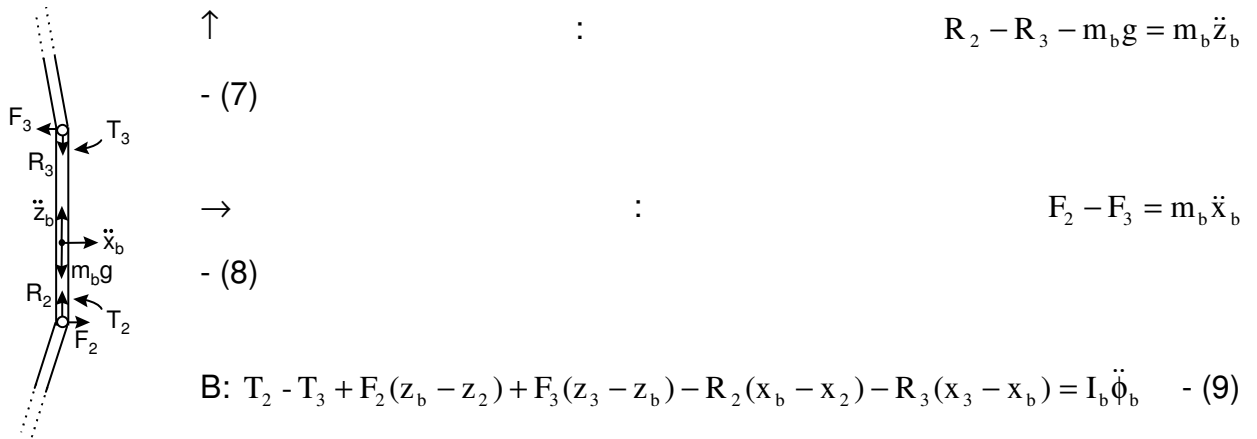 ↑ : R₂ − R₃ − m_b g = m_b z̈_b
- (7)
F₃
T₃
R₃
z̈_b
→ : F₂ − F₃ = m_b ẍ_b
ẍ_b
m_b g
- (8)
R₂
T₂
F₂
B: T₂ - T₃ + F₂(z_b − z₂) + F₃(z₃ − z_b) − R₂(x_b − x₂) − R₃(x₃ − x_b) = I_b ϕ̈_b - (9)